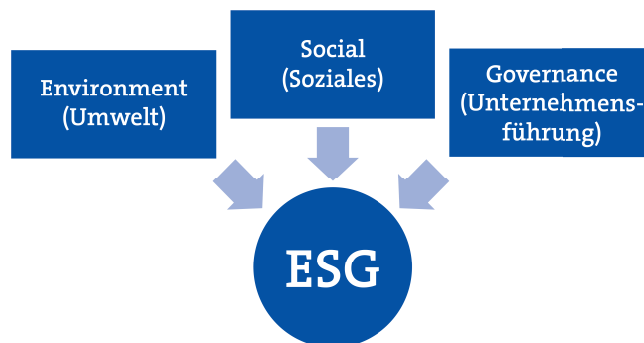 Environment
(Umwelt)
Social
(Soziales)
Governance
(Unternehmens-
führung)
ESG